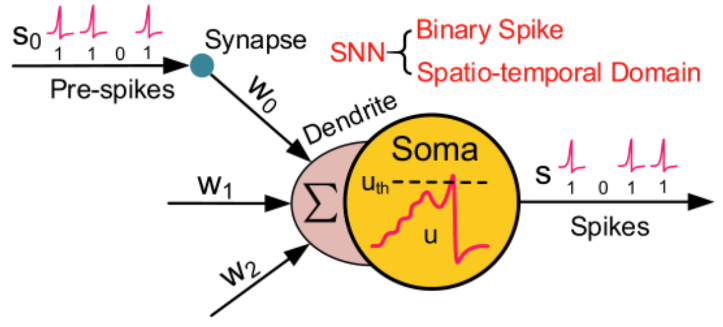 S₀ 1 1 0 1
Pre-spikes
Synapse
SNN
Binary Spike
Spatio-temporal Domain
W₀
Dendrite
W₁
W₂
Σ
Soma
uth
u
S 1 0 1 1
Spikes